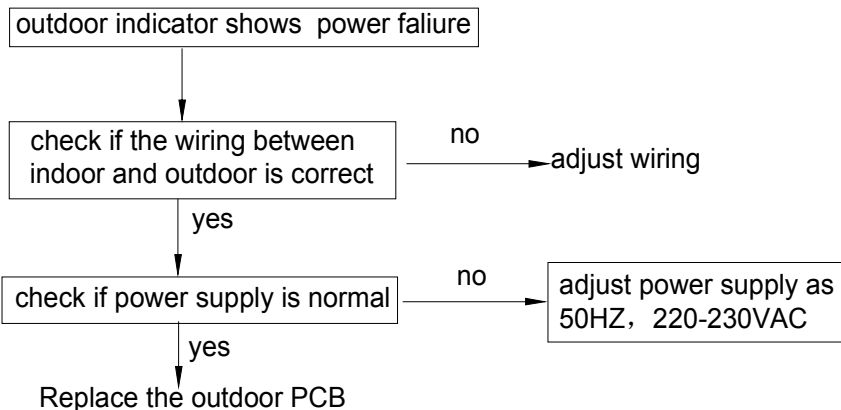 outdoor indicator shows power faliure
check if the wiring between
indoor and outdoor is correct
no
adjust wiring
yes
check if power supply is normal
no
adjust power supply as
50HZ，220-230VAC
yes
Replace the outdoor PCB